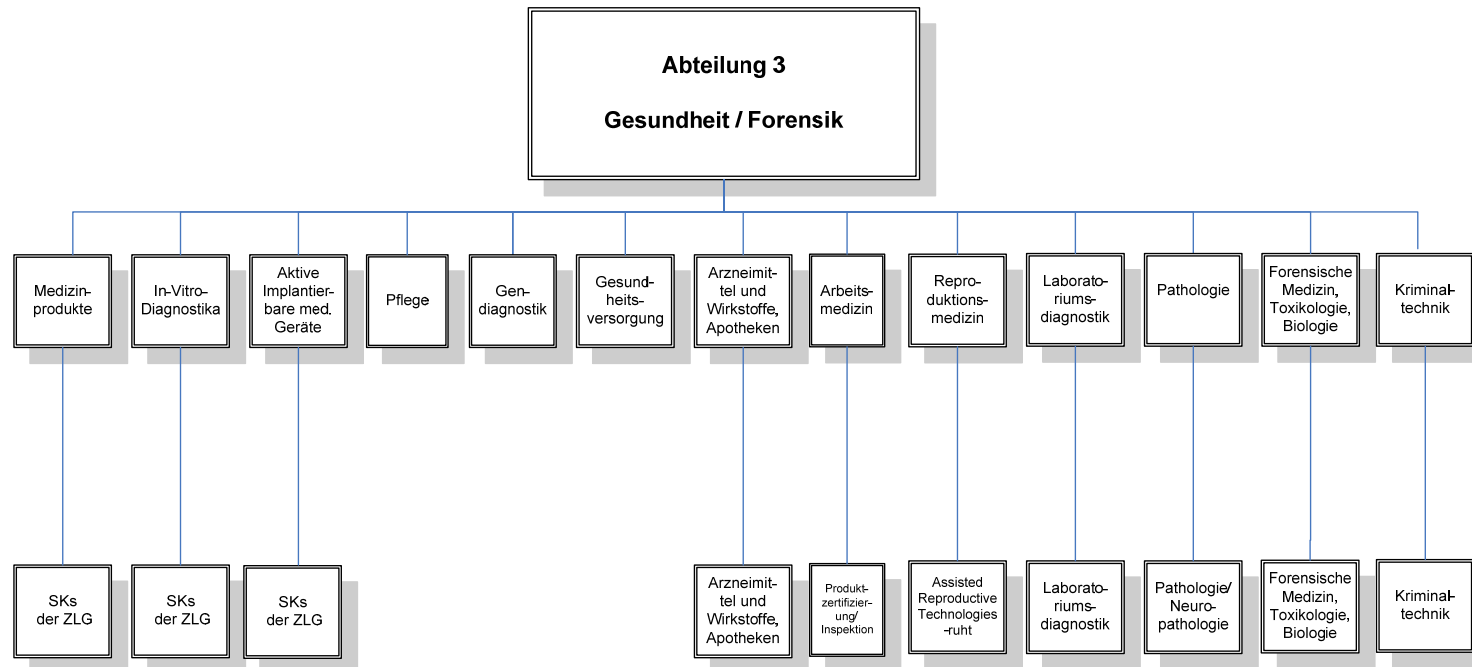 Abteilung 3
Gesundheit / Forensik
Medizin-
produkte
In-Vitro-
Diagnostika
Aktive
Implantier-
bare med.
Geräte
Pflege
Gen-
diagnostik
Gesund-
heits-
versorgung
Arzneimit-
tel und
Wirkstoffe,
Apotheken
Arbeits-
medizin
Repro-
duktions-
medizin
Laborato-
riums-
diagnostik
Pathologie
Forensische
Medizin,
Toxikologie,
Biologie
Kriminal-
technik
SKs
der ZLG
SKs
der ZLG
SKs
der ZLG
Arzneimit-
tel und
Wirkstoffe,
Apotheken
Produkt-
zertifizier-
ung/
Inspektion
Assisted
Reproductive
Technologies
-ruht
Laborato-
riums-
diagnostik
Pathologie/
Neuro-
pathologie
Forensische
Medizin,
Toxikologie,
Biologie
Kriminal-
technik